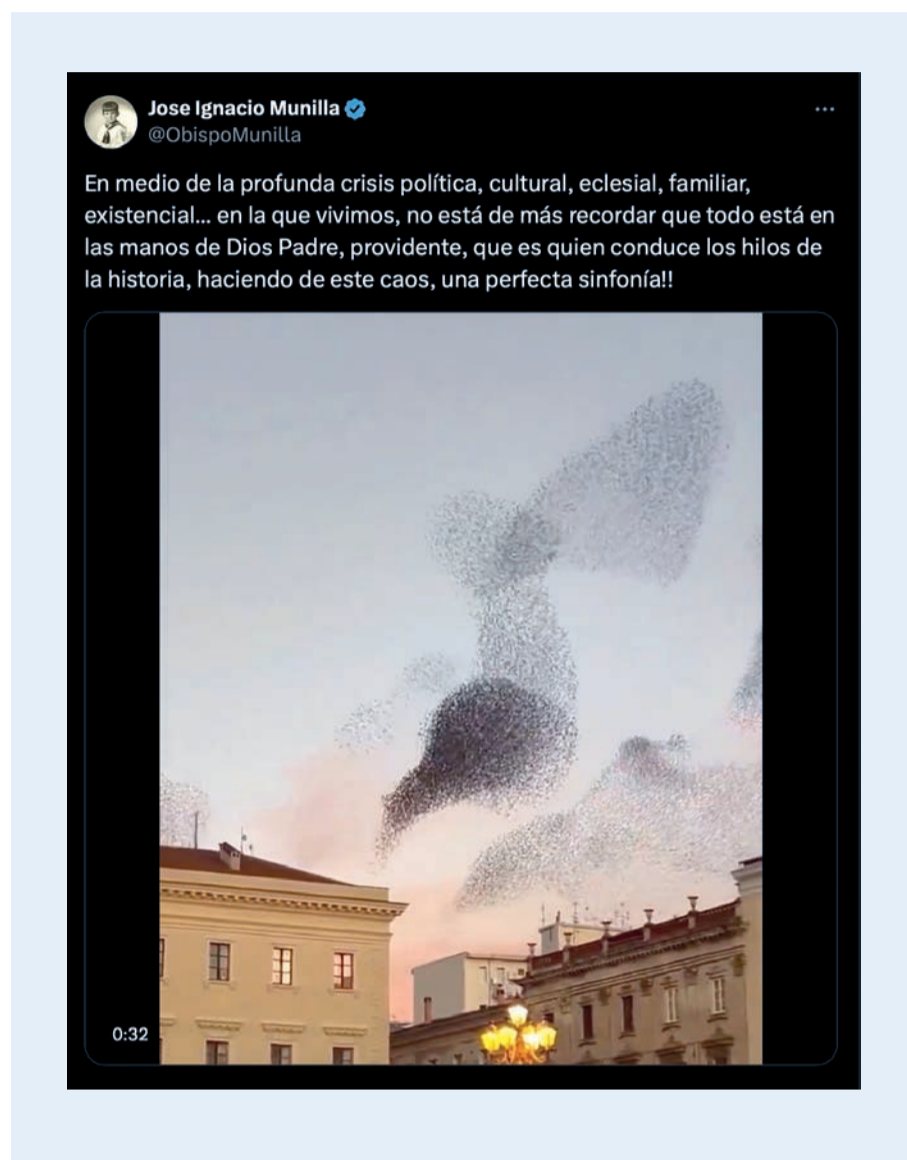 Jose Ignacio Munilla
@ObispoMunilla
En medio de la profunda crisis política, cultural, eclesial, familiar,
existencial... en la que vivimos, no está de más recordar que todo está en
las manos de Dios Padre, providente, que es quien conduce los hilos de
la historia, haciendo de este caos, una perfecta sinfonía!!
0:32